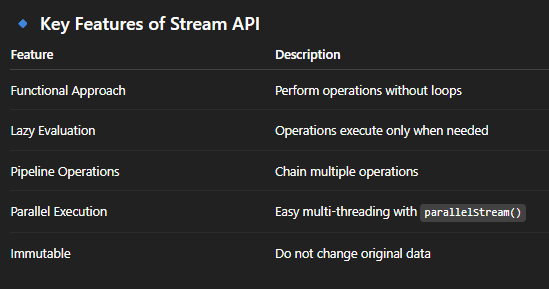 Key Features of Stream API
Feature Description
Functional Approach Perform operations without loops
Lazy Evaluation Operations execute only when needed
Pipeline Operations Chain multiple operations
Parallel Execution Easy multi-threading with parallelStream()
Immutable Do not change original data